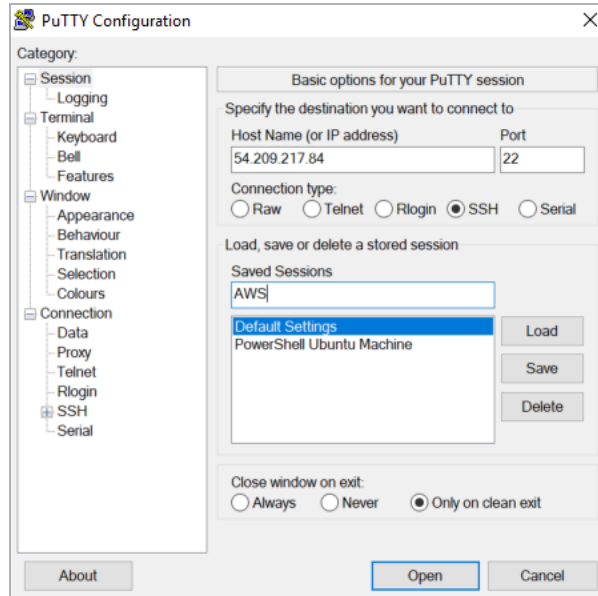 PuTTY Configuration
Category:
Session
Logging
Terminal
Keyboard
Bell
Features
Window
Appearance
Behaviour
Translation
Selection
Colours
Connection
Data
Proxy
Telnet
Rlogin
SSH
Serial
Basic options for your PuTTY session
Specify the destination you want to connect to
Host Name (or IP address) Port
54.209.217.84 22
Connection type:
Raw Telnet Rlogin SSH Serial
Load, save or delete a stored session
Saved Sessions
AWS
Default Settings
PowerShell Ubuntu Machine
Load
Save
Delete
Close window on exit:
Always Never Only on clean exit
About Open Cancel